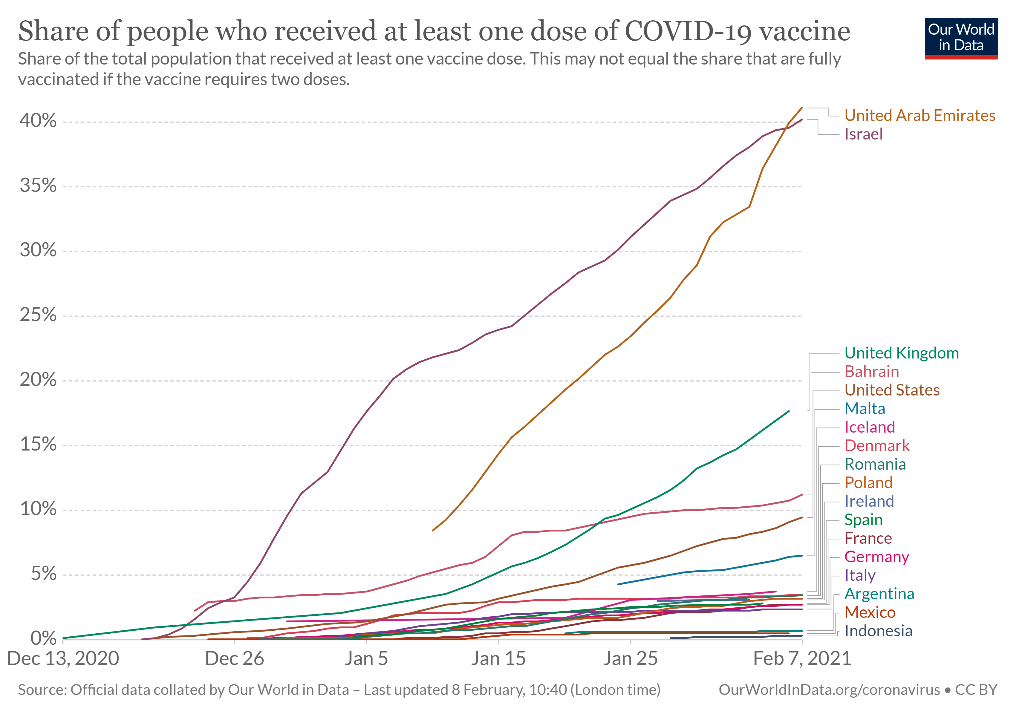 Share of people who received at least one dose of COVID-19 vaccine
Our World
in Data
Share of the total population that received at least one vaccine dose. This may not equal the share that are fully
vaccinated if the vaccine requires two doses.
40%
35%
30%
25%
20%
15%
10%
5%
0%
United Arab Emirates
Israel
United Kingdom
Bahrain
United States
Malta
Iceland
Denmark
Romania
Poland
Ireland
Spain
France
Germany
Italy
Argentina
Mexico
Indonesia
Dec 13, 2020 Dec 26 Jan 5 Jan 15 Jan 25 Feb 7, 2021
Source: Official data collated by Our World in Data – Last updated 8 February, 10:40 (London time)
OurWorldInData.org/coronavirus • CC BY